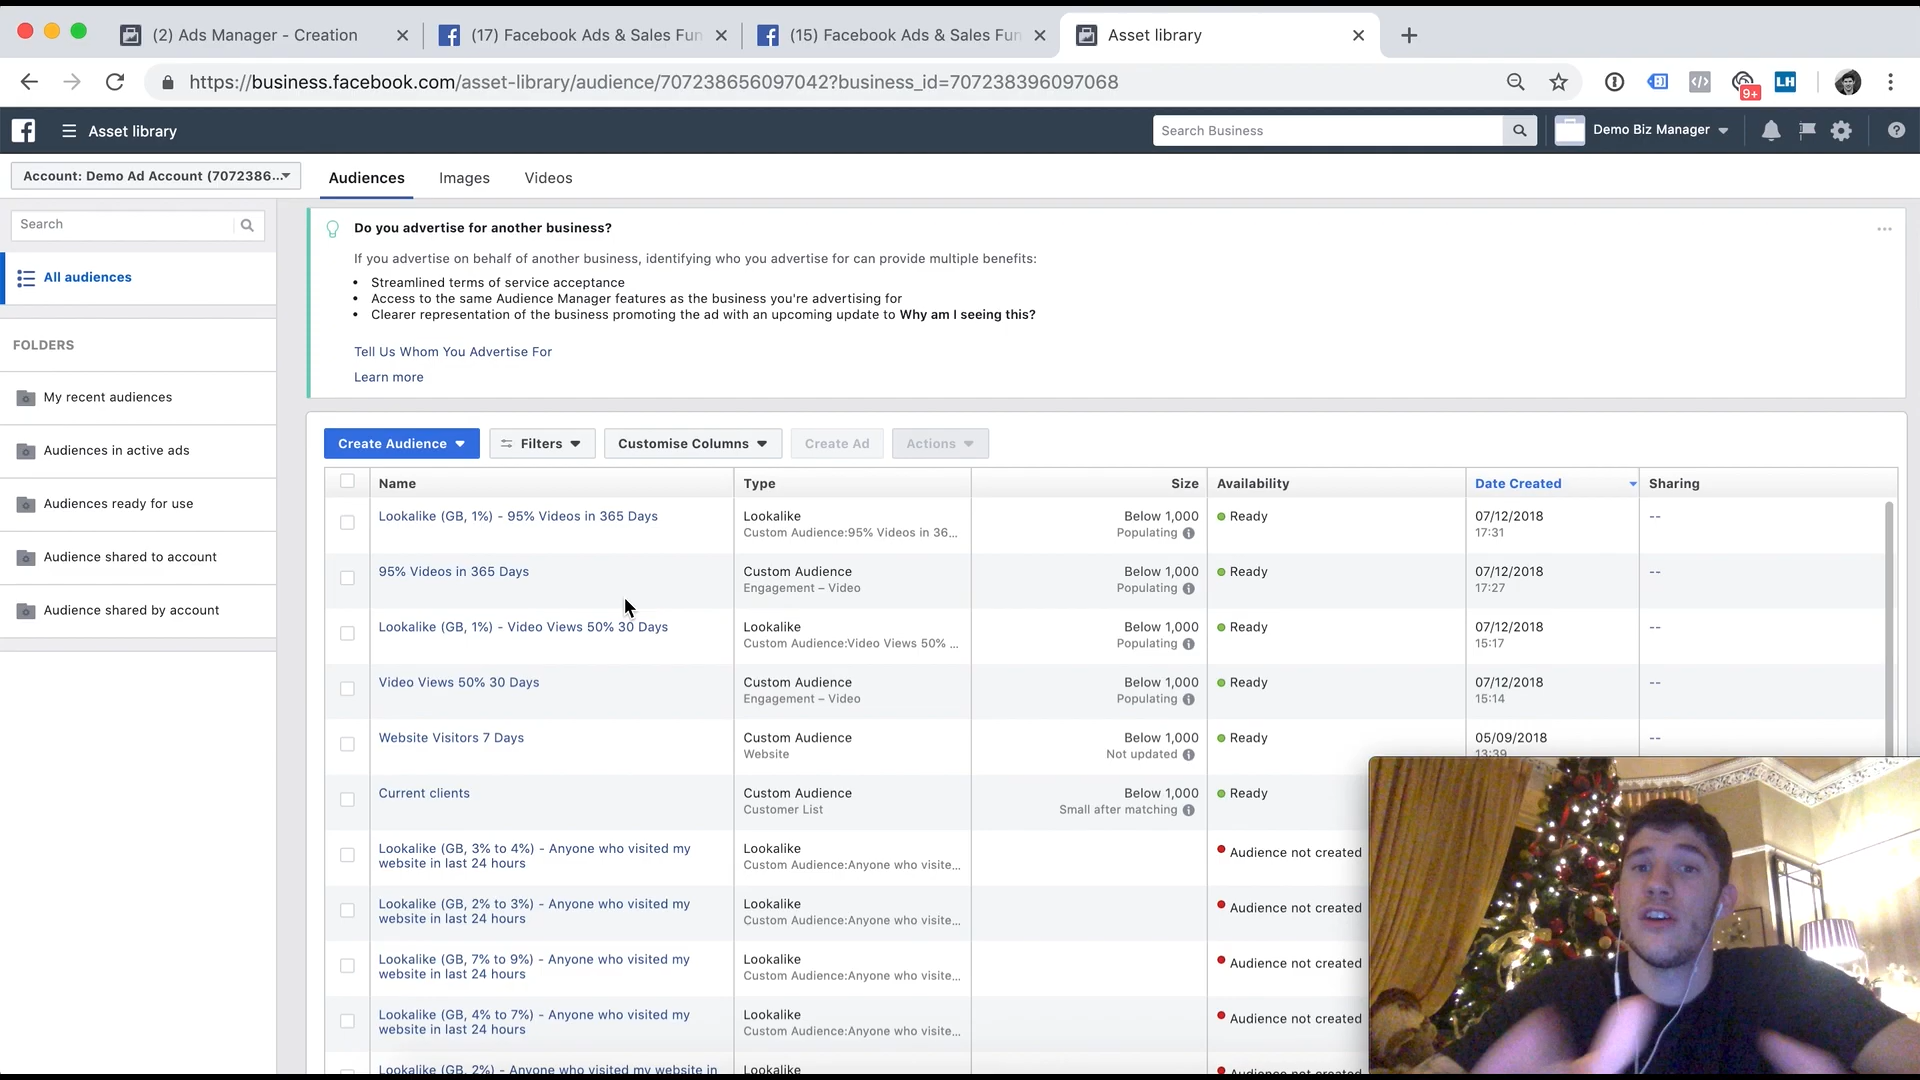 (2) Ads Manager - Creation
(17) Facebook Ads & Sales Fun
(15) Facebook Ads & Sales Fun
Asset library
https://business.facebook.com/asset-library/audience/707238656097042?business_id=707238396097068
9+
LH
Asset library
Search Business
Demo Biz Manager
Account: Demo Ad Account (7072386...
Audiences
Images
Videos
Search
All audiences
FOLDERS
My recent audiences
Audiences in active ads
Audiences ready for use
Audience shared to account
Audience shared by account
Do you advertise for another business?
If you advertise on behalf of another business, identifying who you advertise for can provide multiple benefits:
• Streamlined terms of service acceptance
• Access to the same Audience Manager features as the business you're advertising for
• Clearer representation of the business promoting the ad with an upcoming update to Why am I seeing this?
Tell Us Whom You Advertise For
Learn more
Create Audience
Filters
Customise Columns
Create Ad
Actions
Name Type Size Availability Date Created Sharing
Lookalike (GB, 1%) - 95% Videos in 365 Days Lookalike Below 1,000 Ready 07/12/2018 --
Custom Audience:95% Videos in 36... Populating 17:31
95% Videos in 365 Days Custom Audience Below 1,000 Ready 07/12/2018 --
Engagement – Video Populating 17:27
Lookalike (GB, 1%) - Video Views 50% 30 Days Lookalike Below 1,000 Ready 07/12/2018 --
Custom Audience:Video Views 50% ... Populating 15:17
Video Views 50% 30 Days Custom Audience Below 1,000 Ready 07/12/2018 --
Engagement – Video Populating 15:14
Website Visitors 7 Days Custom Audience Below 1,000 Ready 05/09/2018 --
Website Not updated 13:39
Current clients Custom Audience Below 1,000 Ready
Customer List Small after matching
Lookalike (GB, 3% to 4%) - Anyone who visited my Lookalike Audience not created
website in last 24 hours Custom Audience:Anyone who visite...
Lookalike (GB, 2% to 3%) - Anyone who visited my Lookalike Audience not created
website in last 24 hours Custom Audience:Anyone who visite...
Lookalike (GB, 7% to 9%) - Anyone who visited my Lookalike Audience not created
website in last 24 hours Custom Audience:Anyone who visite...
Lookalike (GB, 4% to 7%) - Anyone who visited my Lookalike Audience not created
website in last 24 hours Custom Audience:Anyone who visite...
Lookalike (GB, 2%) - Anyone who visited my website in Lookalike Audience not created